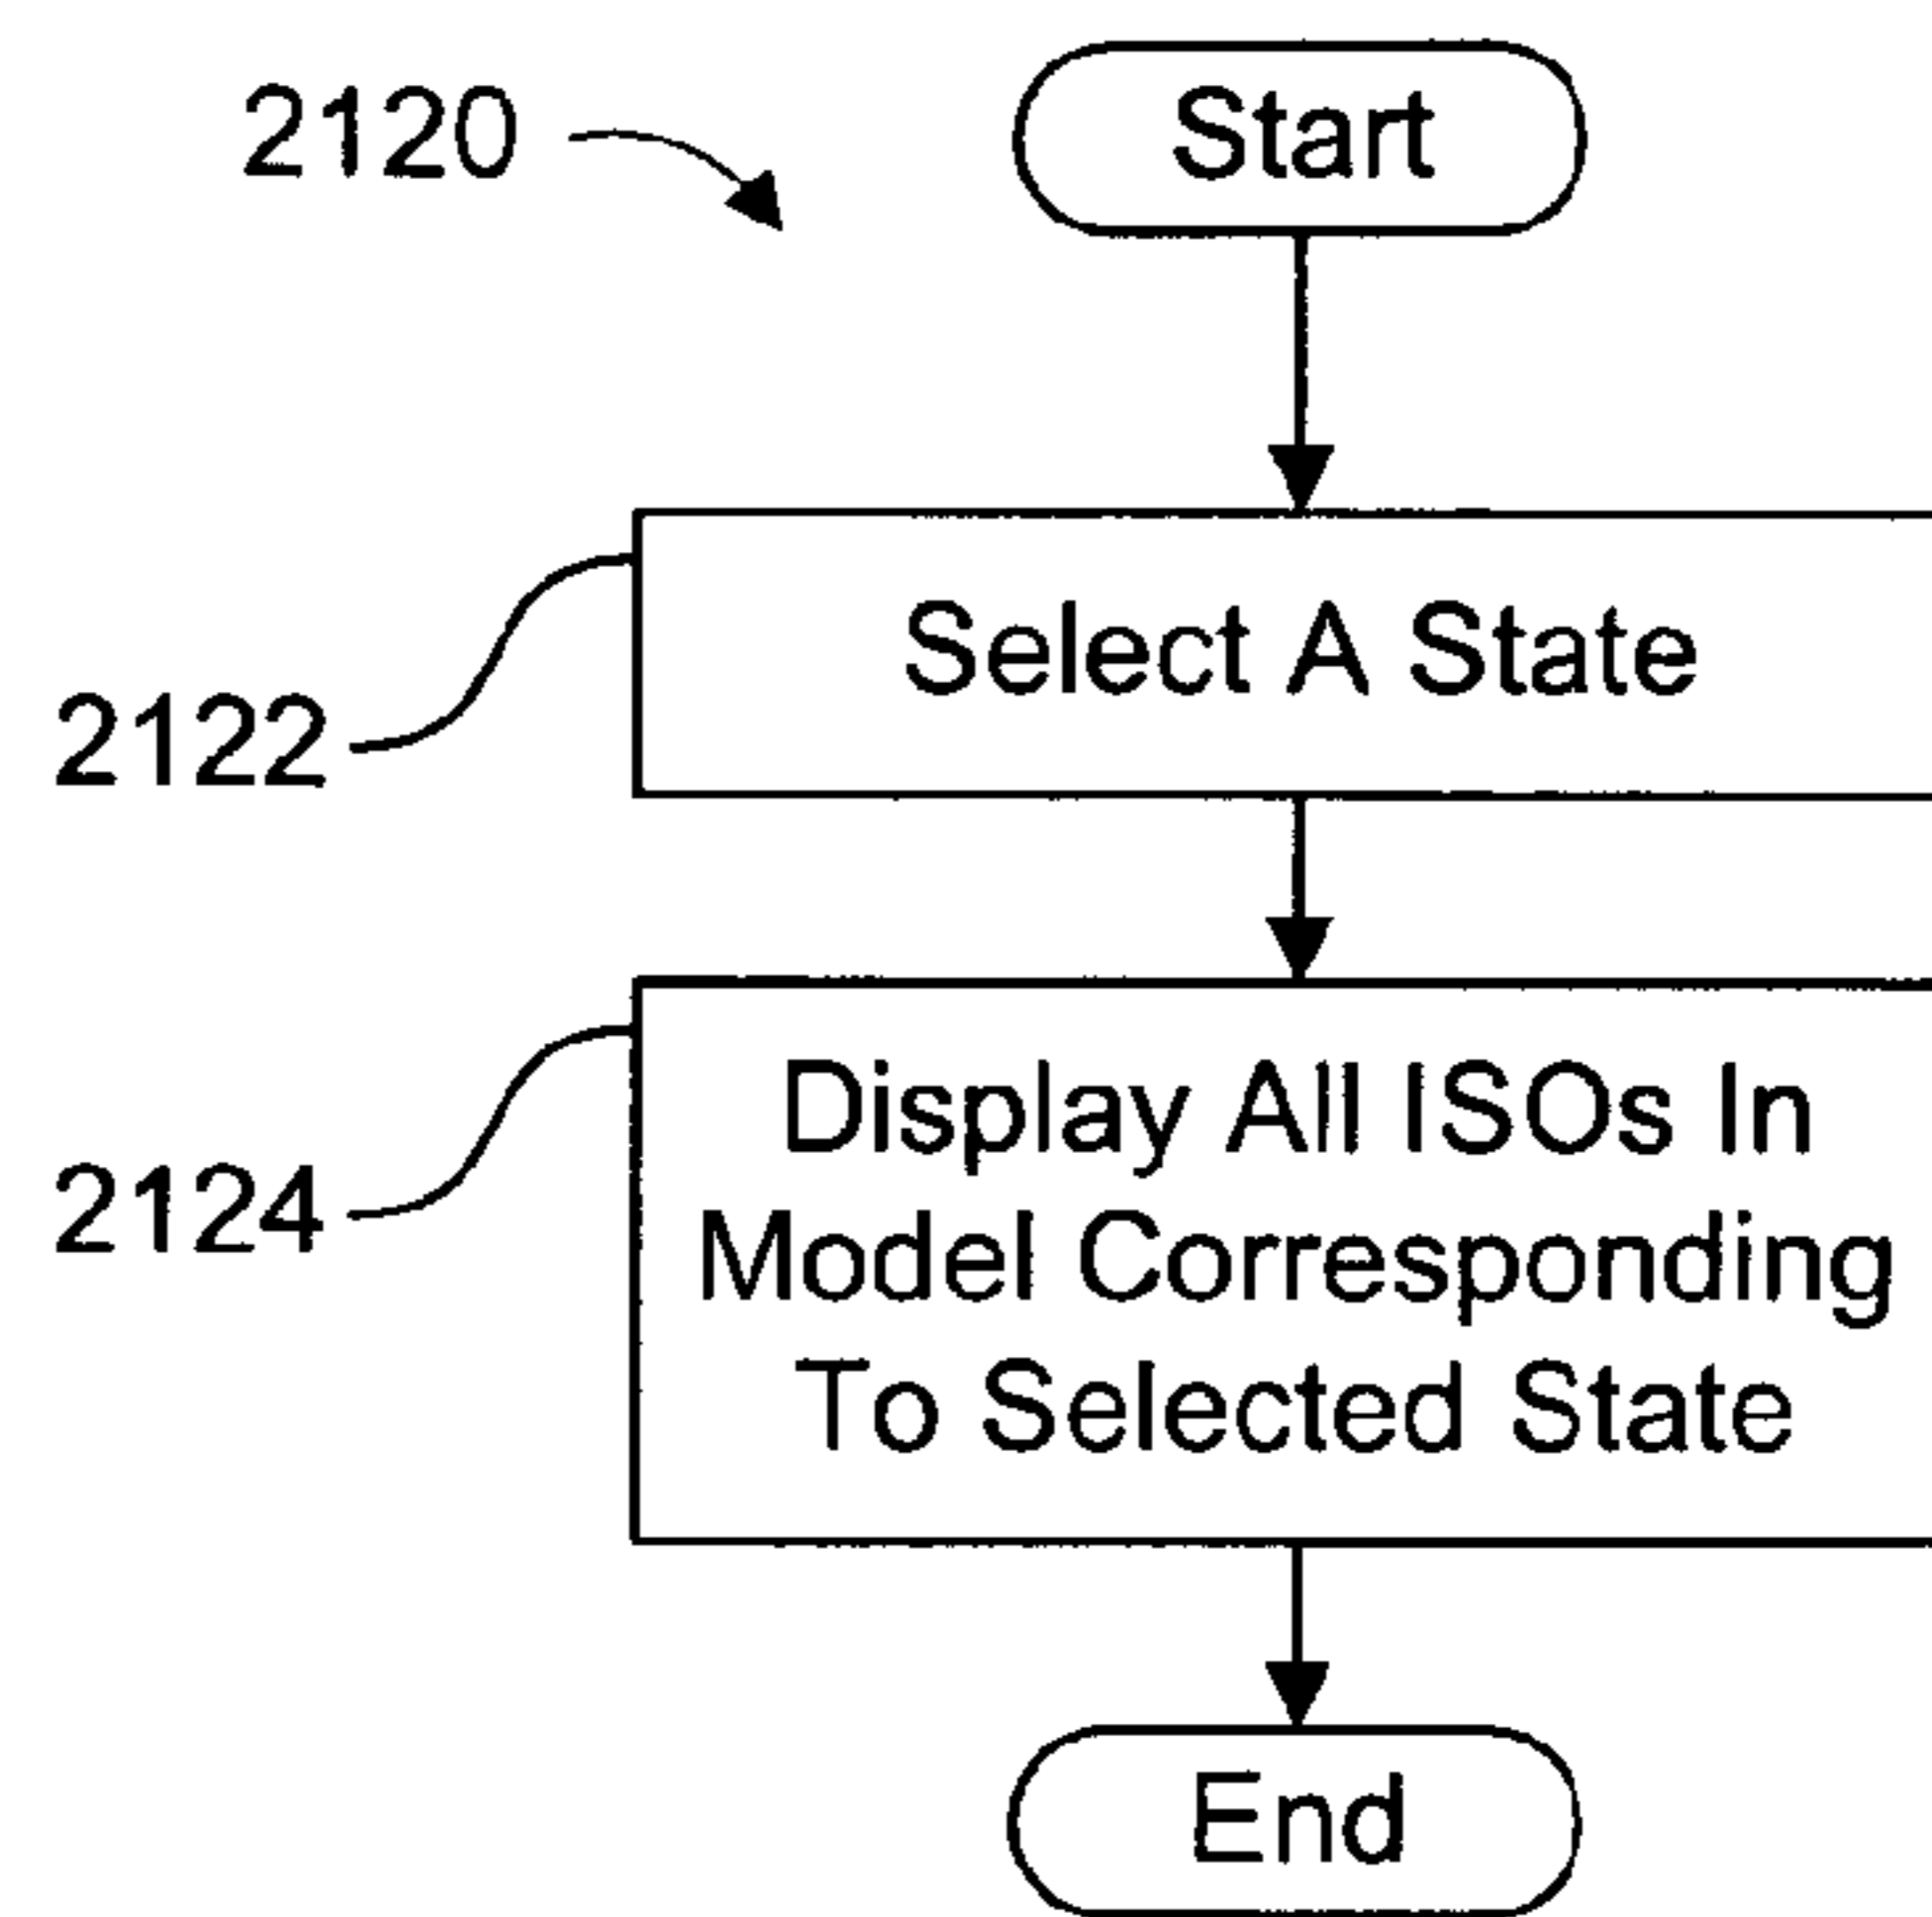 2120
Start
Select A State
2122
Display All ISOs In
Model Corresponding
To Selected State
2124
End